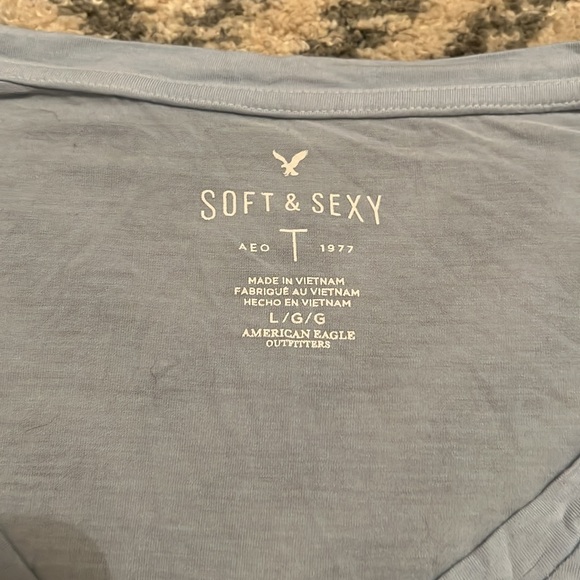 SOFT & SEXY
AEO T 1977
MADE IN VIETNAM
FABRIQUÉ AU VIETNAM
HECHO EN VIETNAM
L/G/G
AMERICAN EAGLE
OUTFITTERS